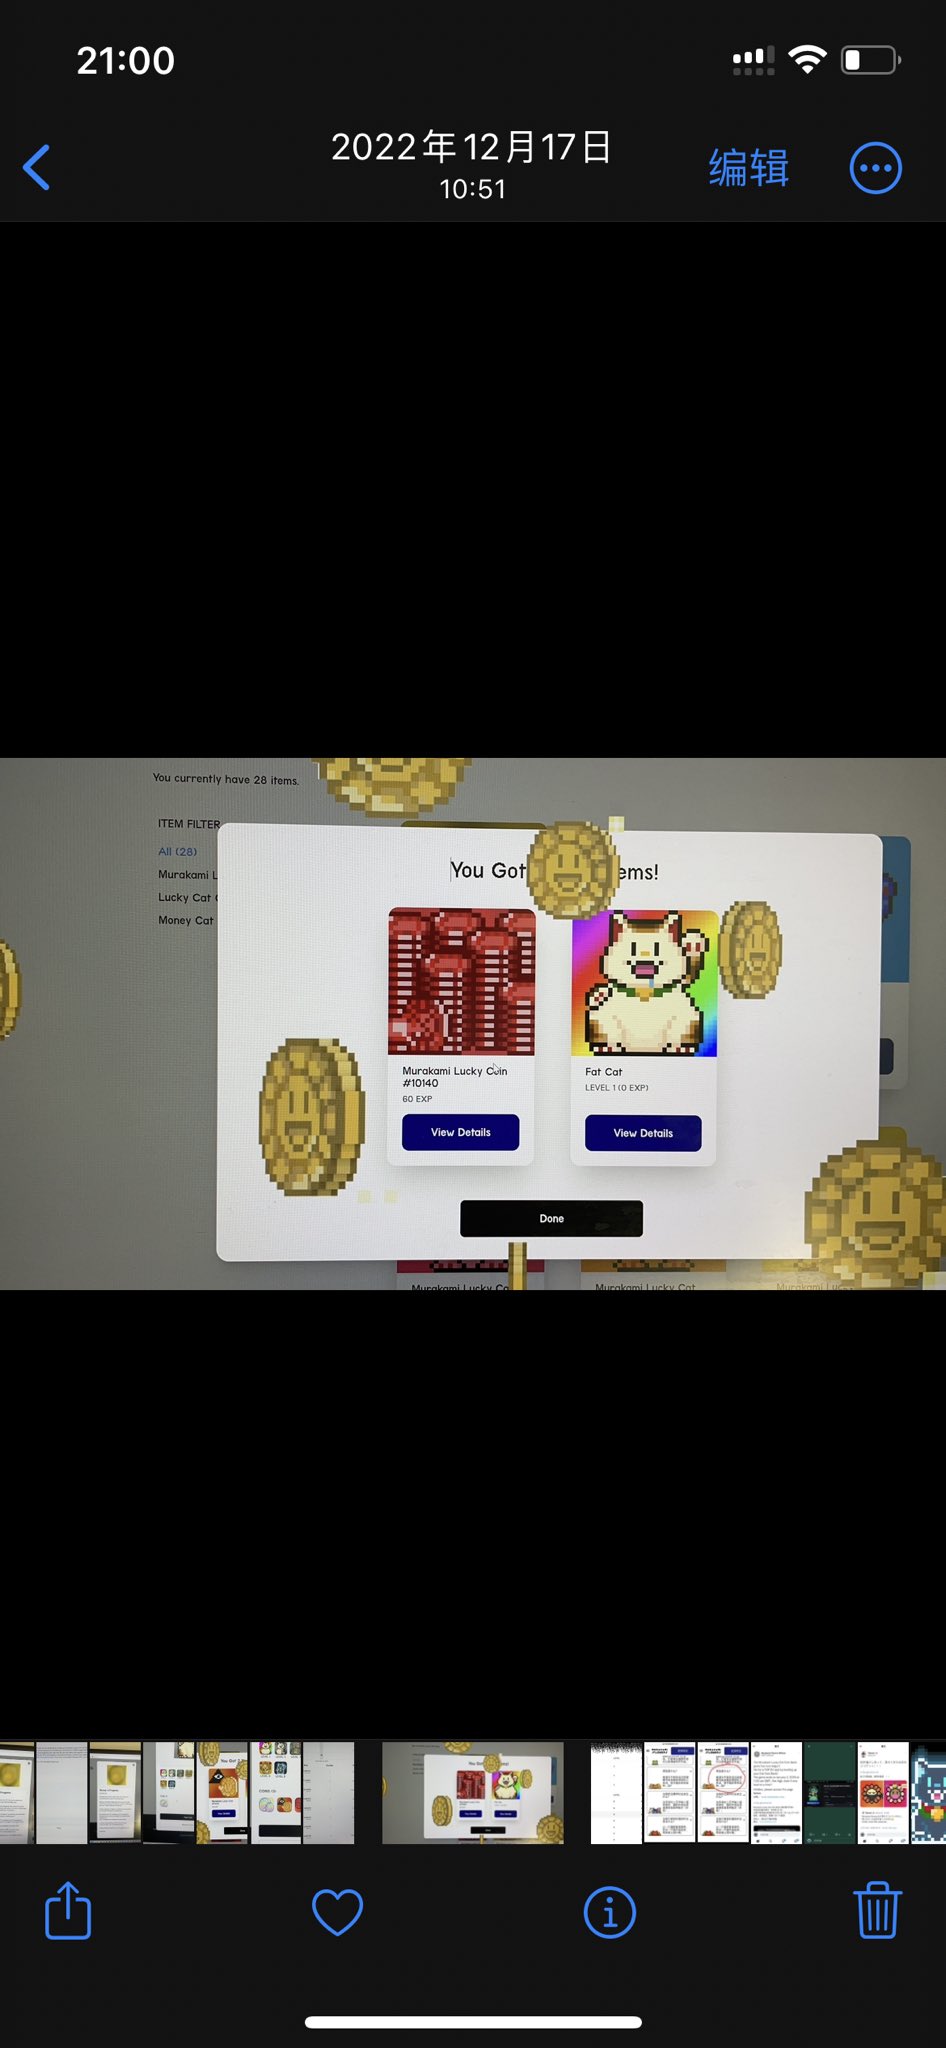 21:00
2022年12月17日
10:51
编辑
You currently have 28 items.
ITEM FILTER
All (28)
Murakami L
Lucky Cat
Money Cat
You Got ems!
Murakami Lucky Coin
#10140
60 EXP
View Details
Fat Cat
LEVEL 1 (0 EXP)
View Details
Done
Murakami Lucky Co
Murakami Lucky Cat
Murakami Lu